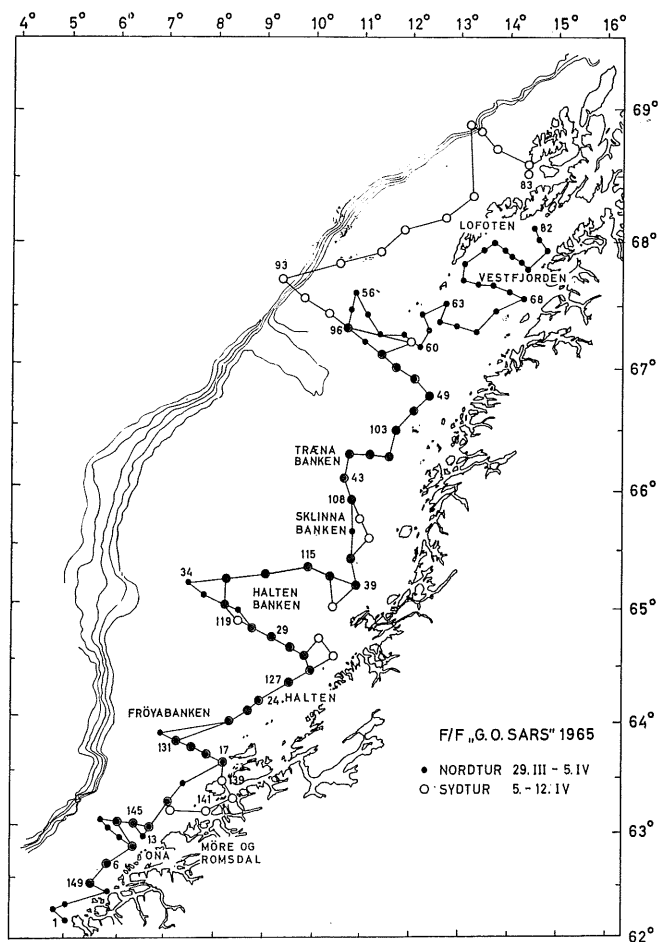 4° 5° 6° 7° 8° 9° 10° 11° 12° 13° 14° 15° 16°
69°
83
LOFOTEN
82
68°
93
VESTFJORDEN
56
63
68
96
60
67°
49
103
TRÆNA
BANKEN
43
66°
108
SKLINNA
BANKEN
115
34
39
HALTEN
BANKEN
65°
119
29
127
HALTEN
24
FRÖYABANKEN
64°
F/F „G.O. SARS" 1965
131
17
NORDTUR 29.III - 5.IV
139
SYDTUR 5.-12.IV
141
145
63°
13
MÖRE OG
ROMSDAL
ONA
6
149
1
62°